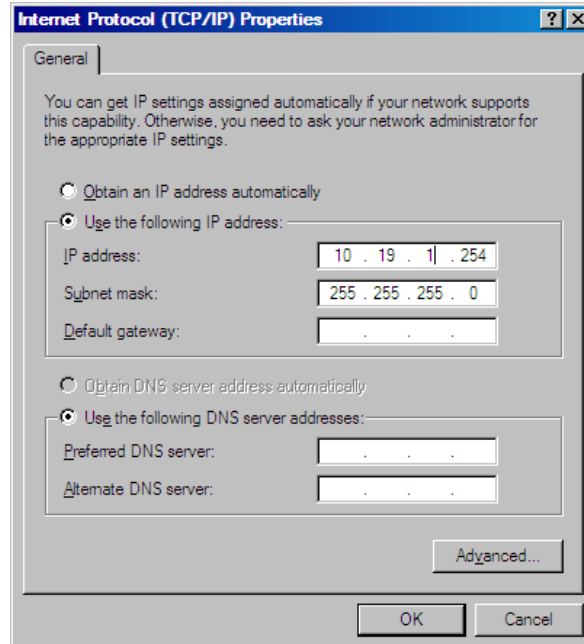 Internet Protocol (TCP/IP) Properties
General
You can get IP settings assigned automatically if your network supports
this capability. Otherwise, you need to ask your network administrator for
the appropriate IP settings.
Obtain an IP address automatically
Use the following IP address:
IP address: 10 . 19 . 1 . 254
Subnet mask: 255 . 255 . 255 . 0
Default gateway: . . .
Obtain DNS server address automatically
Use the following DNS server addresses:
Preferred DNS server: . . .
Alternate DNS server: . . .
Advanced...
OK Cancel